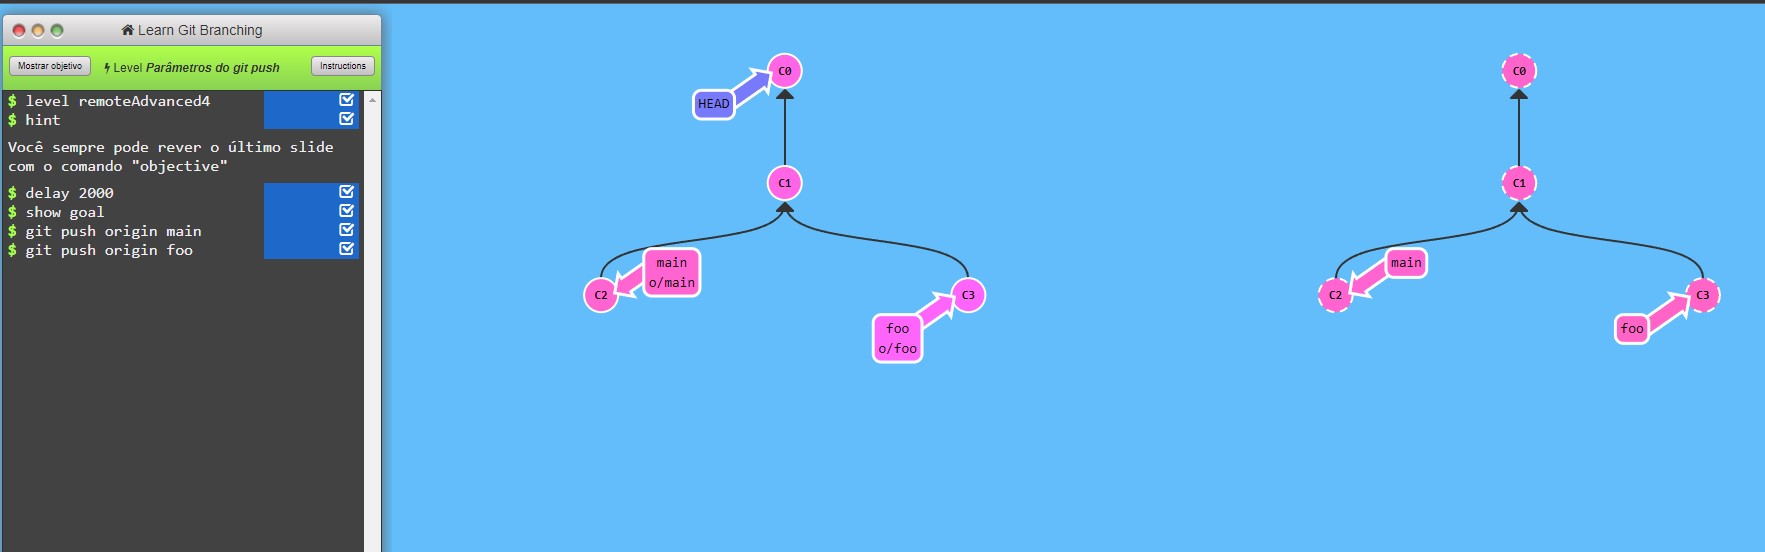 Learn Git Branching
Mostrar objetivo
Level Parâmetros do git push
Instructions
$ level remoteAdvanced4
$ hint
Você sempre pode rever o último slide
com o comando "objective"
$ delay 2000
$ show goal
$ git push origin main
$ git push origin foo
C0
HEAD
C1
main
o/main
C2
C3
foo
o/foo
C0
C1
main
C2
C3
foo